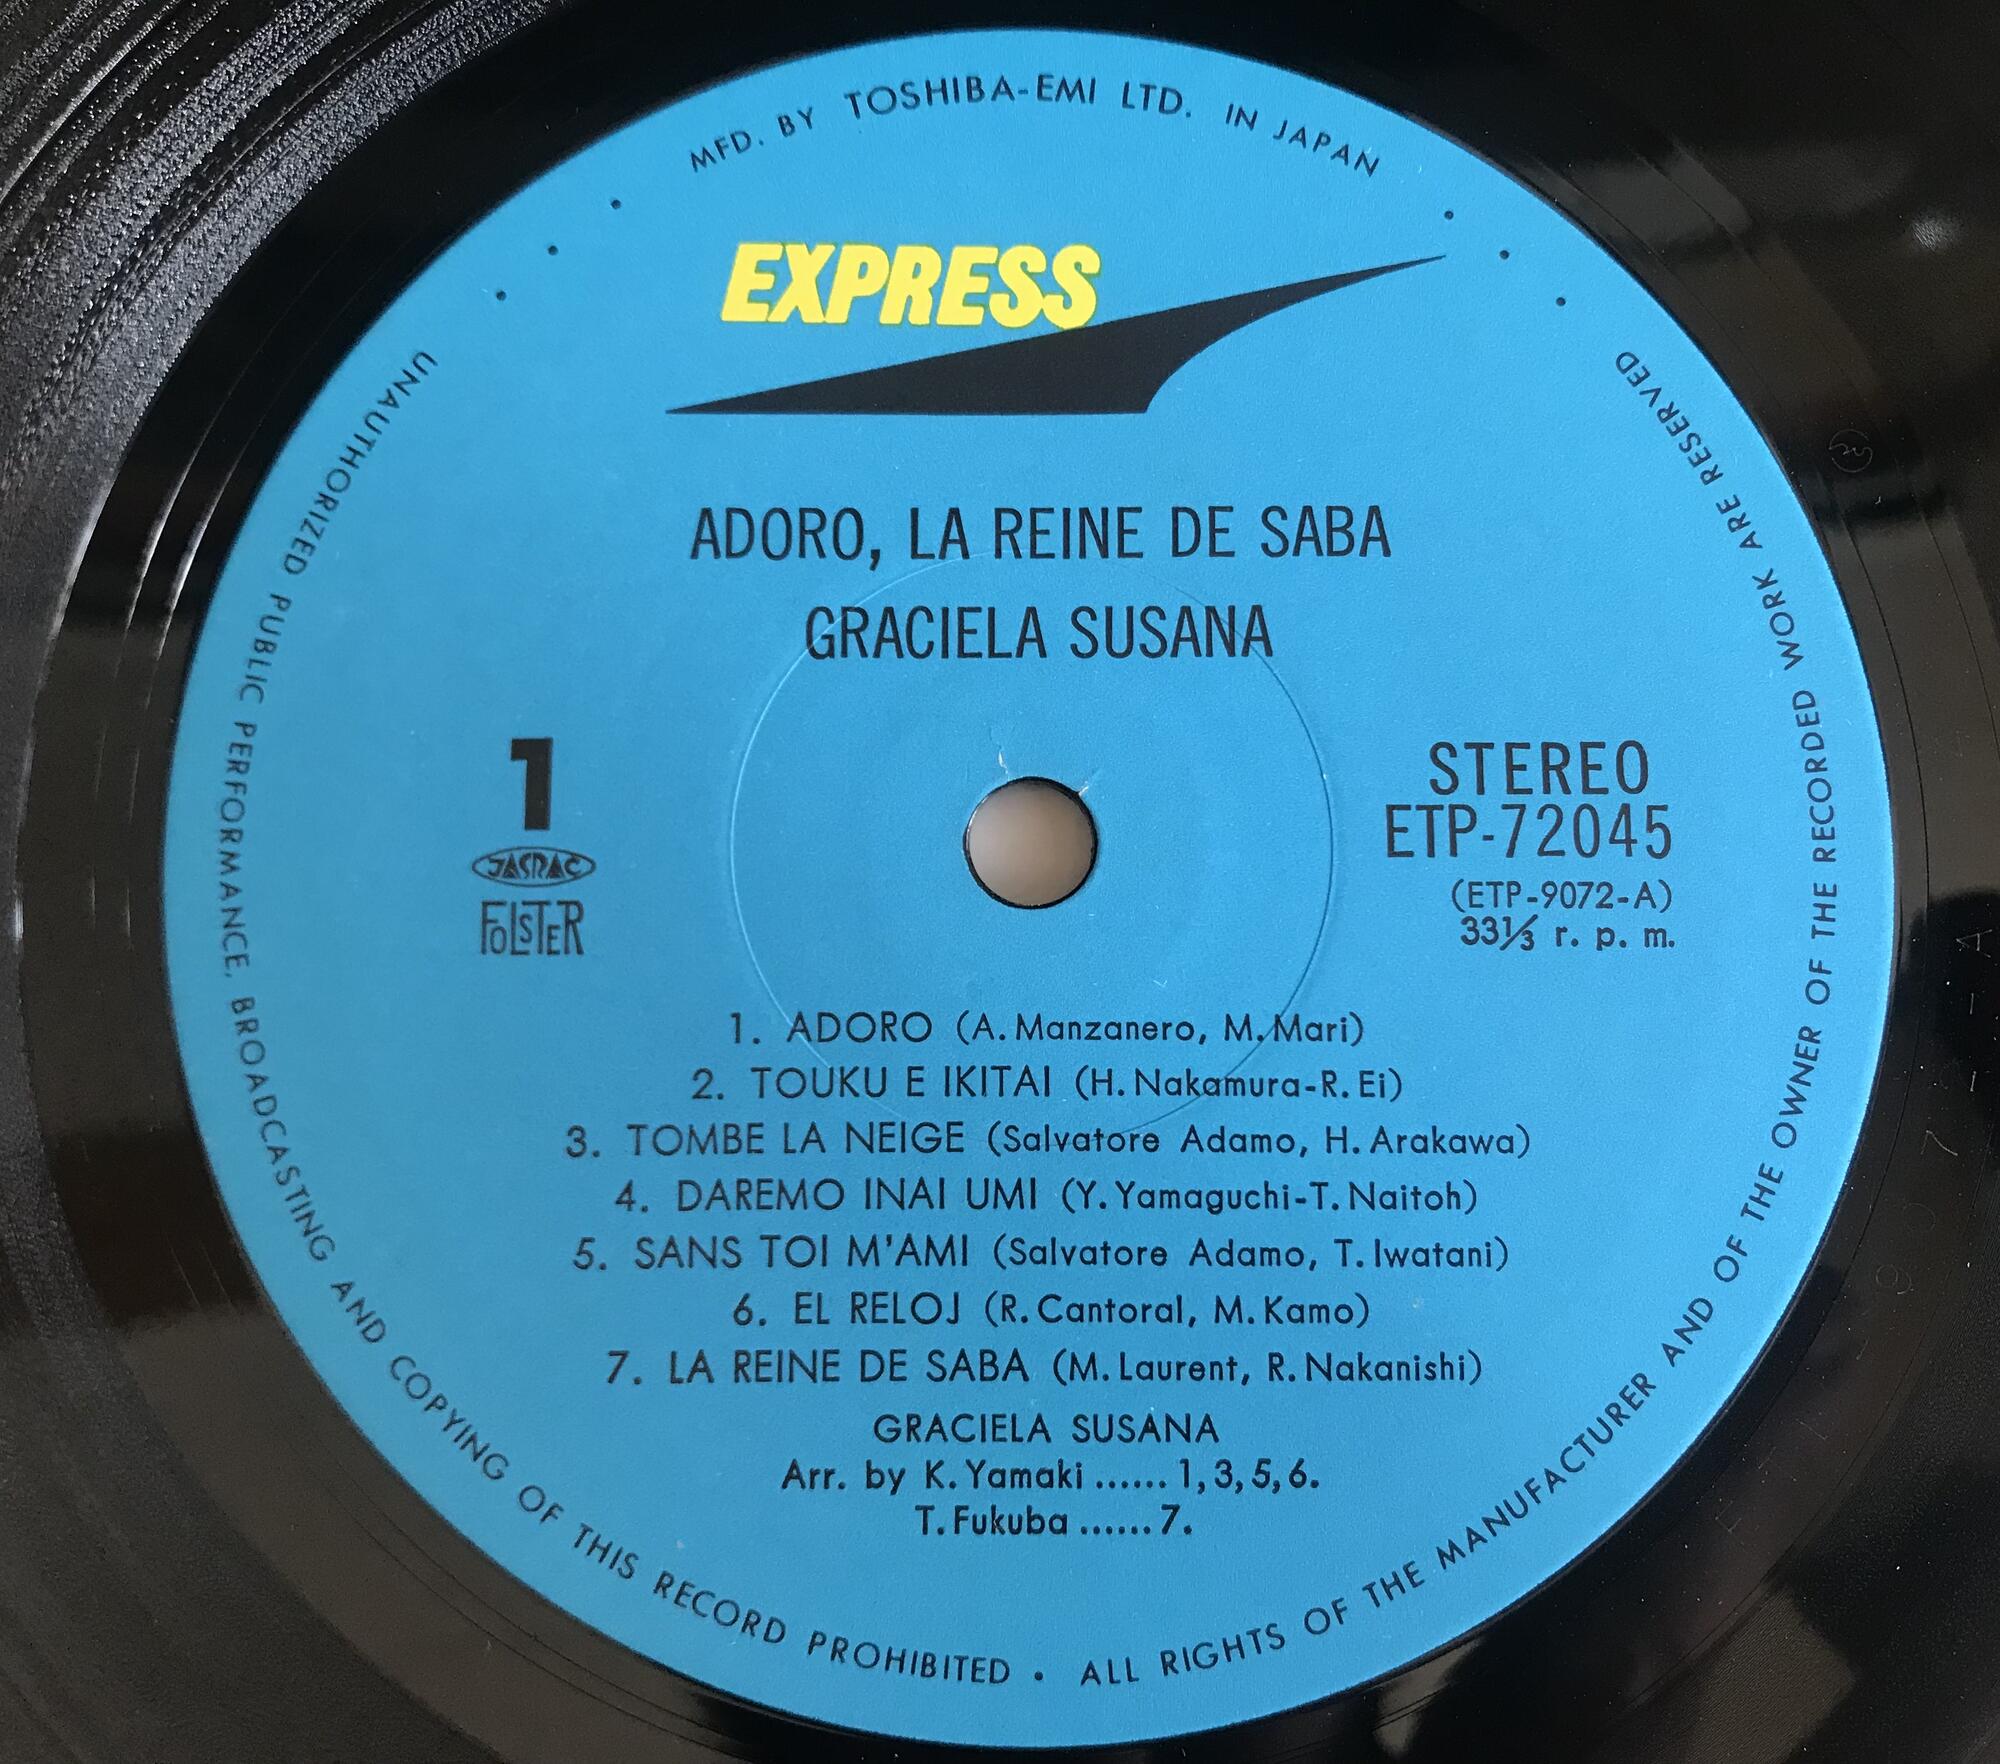 MFD. BY TOSHIBA-EMI LTD. IN JAPAN
EXPRESS
ADORO, LA REINE DE SABA
GRACIELA SUSANA
1
JASRAC
FOLSTER
STEREO
ETP-72045
(ETP-9072-A)
33⅓ r. p. m.
1. ADORO (A. Manzanero, M. Mari)
2. TOUKU E IKITAI (H. Nakamura-R. Ei)
3. TOMBE LA NEIGE (Salvatore Adamo, H. Arakawa)
4. DAREMO INAI UMI (Y. Yamaguchi-T. Naitoh)
5. SANS TOI M'AMI (Salvatore Adamo, T. Iwatani)
6. EL RELOJ (R. Cantoral, M. Kamo)
7. LA REINE DE SABA (M. Laurent, R. Nakanishi)
GRACIELA SUSANA
Arr. by K. Yamaki ...... 1, 3, 5, 6.
T. Fukuba ...... 7.
UNAUTHORIZED PUBLIC PERFORMANCE, BROADCASTING AND COPYING OF THIS RECORD PROHIBITED • ALL RIGHTS OF THE MANUFACTURER AND OF THE OWNER OF THE RECORDED WORK ARE RESERVED